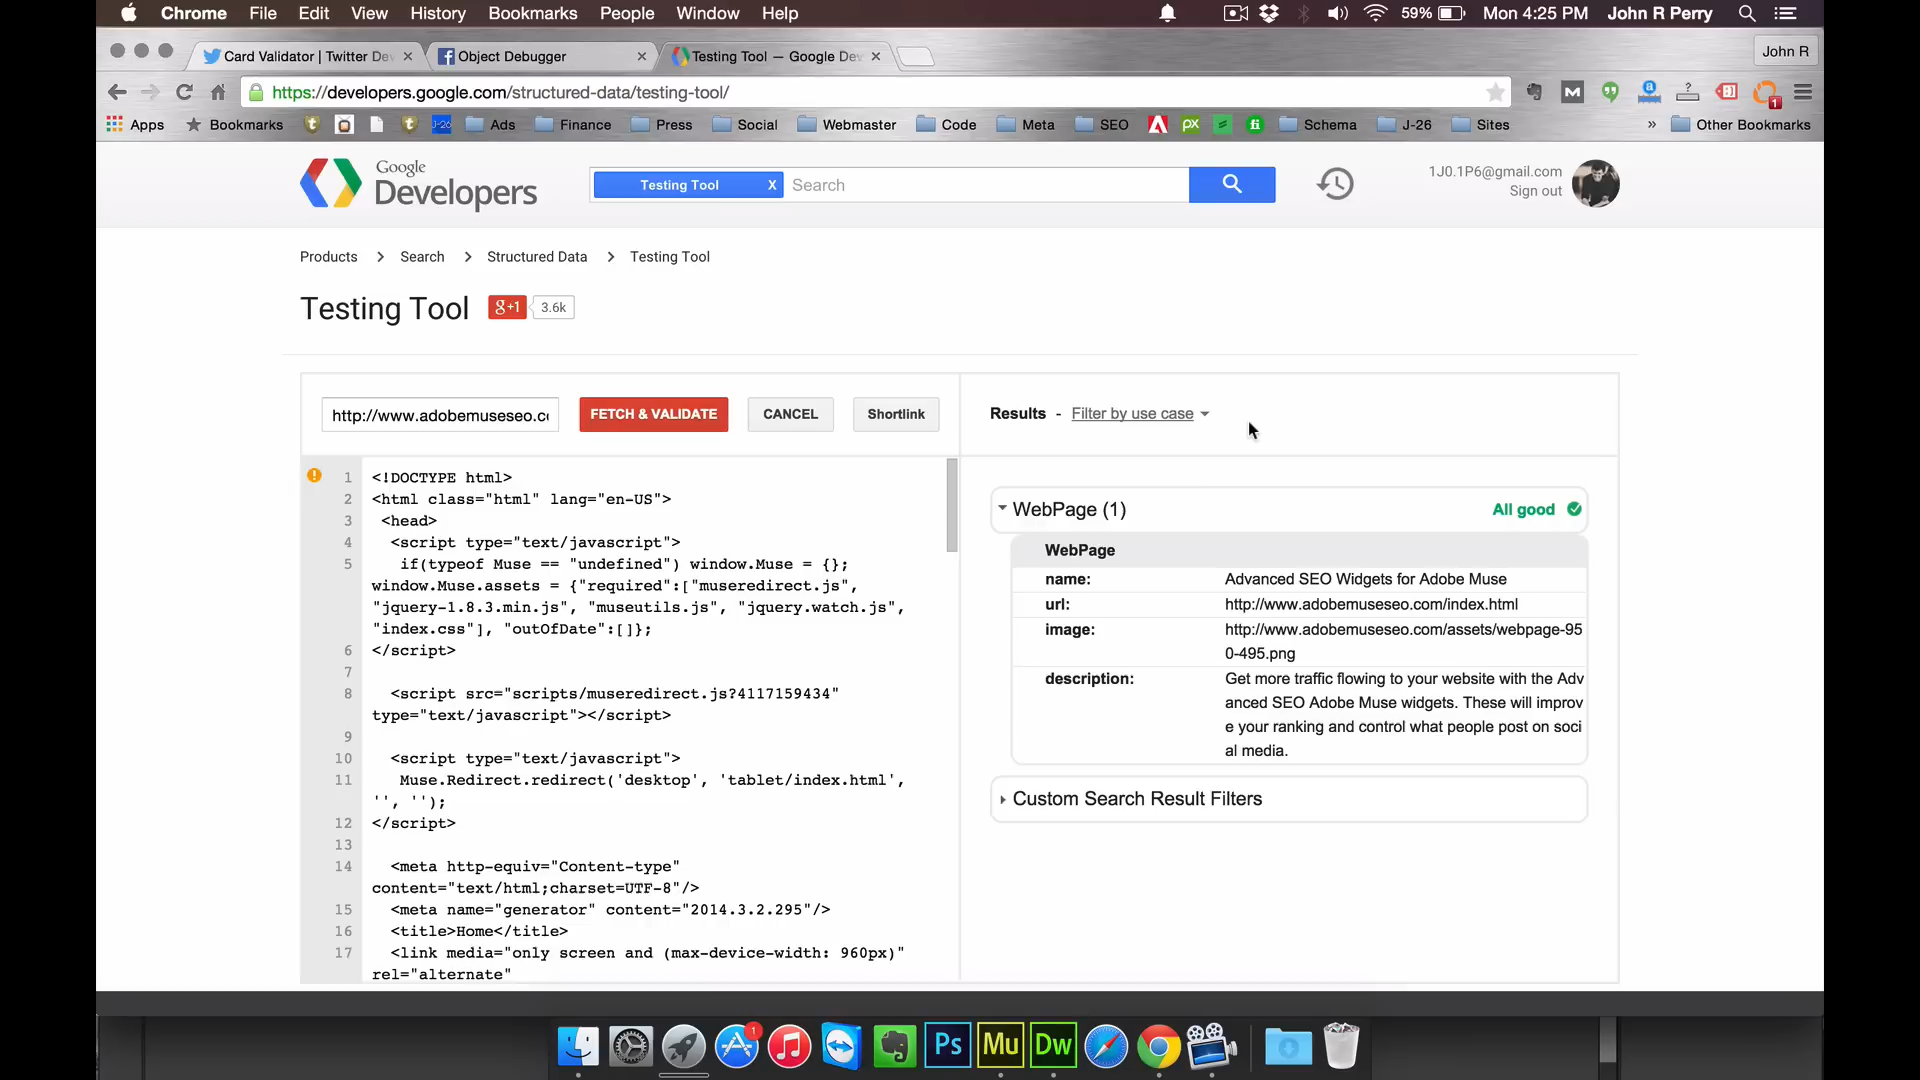 Chrome File Edit View History Bookmarks People Window Help 59% Mon 4:25 PM John R Perry
Card Validator | Twitter De Object Debugger Testing Tool — Google De John R
https://developers.google.com/structured-data/testing-tool/
Apps Bookmarks J-26 Ads Finance Press Social Webmaster Code Meta SEO px fi Schema J-26 Sites » Other Bookmarks
Google
Developers
Testing Tool X Search
1J0.1P6@gmail.com
Sign out
Products > Search > Structured Data > Testing Tool
Testing Tool g+1 3.6k
http://www.adobemuseseo.co FETCH & VALIDATE CANCEL Shortlink
Results - Filter by use case
1 <!DOCTYPE html>
2 <html class="html" lang="en-US">
3 <head>
4 <script type="text/javascript">
5 if(typeof Muse == "undefined") window.Muse = {};
window.Muse.assets = {"required":["museredirect.js",
"jquery-1.8.3.min.js", "museutils.js", "jquery.watch.js",
"index.css"], "outOfDate":[]};
6 </script>
7
8 <script src="scripts/museredirect.js?4117159434"
type="text/javascript"></script>
9
10 <script type="text/javascript">
11 Muse.Redirect.redirect('desktop', 'tablet/index.html',
'', '');
12 </script>
13
14 <meta http-equiv="Content-type"
content="text/html;charset=UTF-8"/>
15 <meta name="generator" content="2014.3.2.295"/>
16 <title>Home</title>
17 <link media="only screen and (max-device-width: 960px)"
rel="alternate"
WebPage (1) All good
WebPage
name: Advanced SEO Widgets for Adobe Muse
url: http://www.adobemuseseo.com/index.html
image: http://www.adobemuseseo.com/assets/webpage-95
0-495.png
description: Get more traffic flowing to your website with the Adv
anced SEO Adobe Muse widgets. These will improv
e your ranking and control what people post on soci
al media.
Custom Search Result Filters
1 Ps Mu Dw